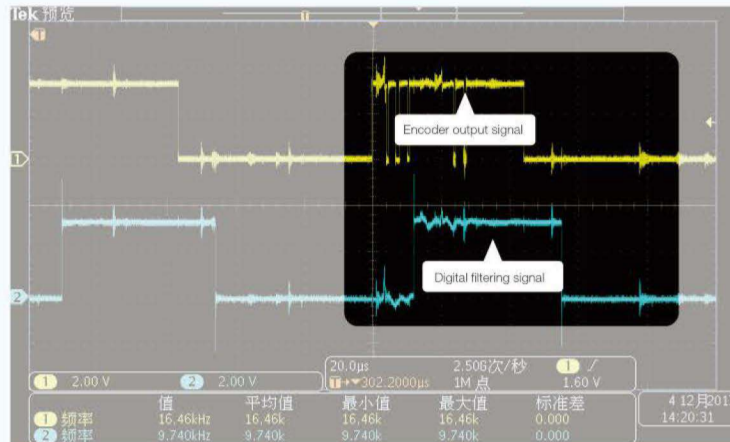 Tek 预览
T
T
Encoder output signal
1
Digital filtering signal
2
20.0μs
2.50G次/秒
1
T→▼302.2000μs
1M 点
1.60 V
1 2.00 V
2 2.00 V
值 平均值 最小值 最大值 标准差
1 频率 16.46kHz 16.46k 16.46k 16.46k 0.000
2 频率 9.740kHz 9.740k 9.740k 9.740k 0.000
4 12月201
14:20:31